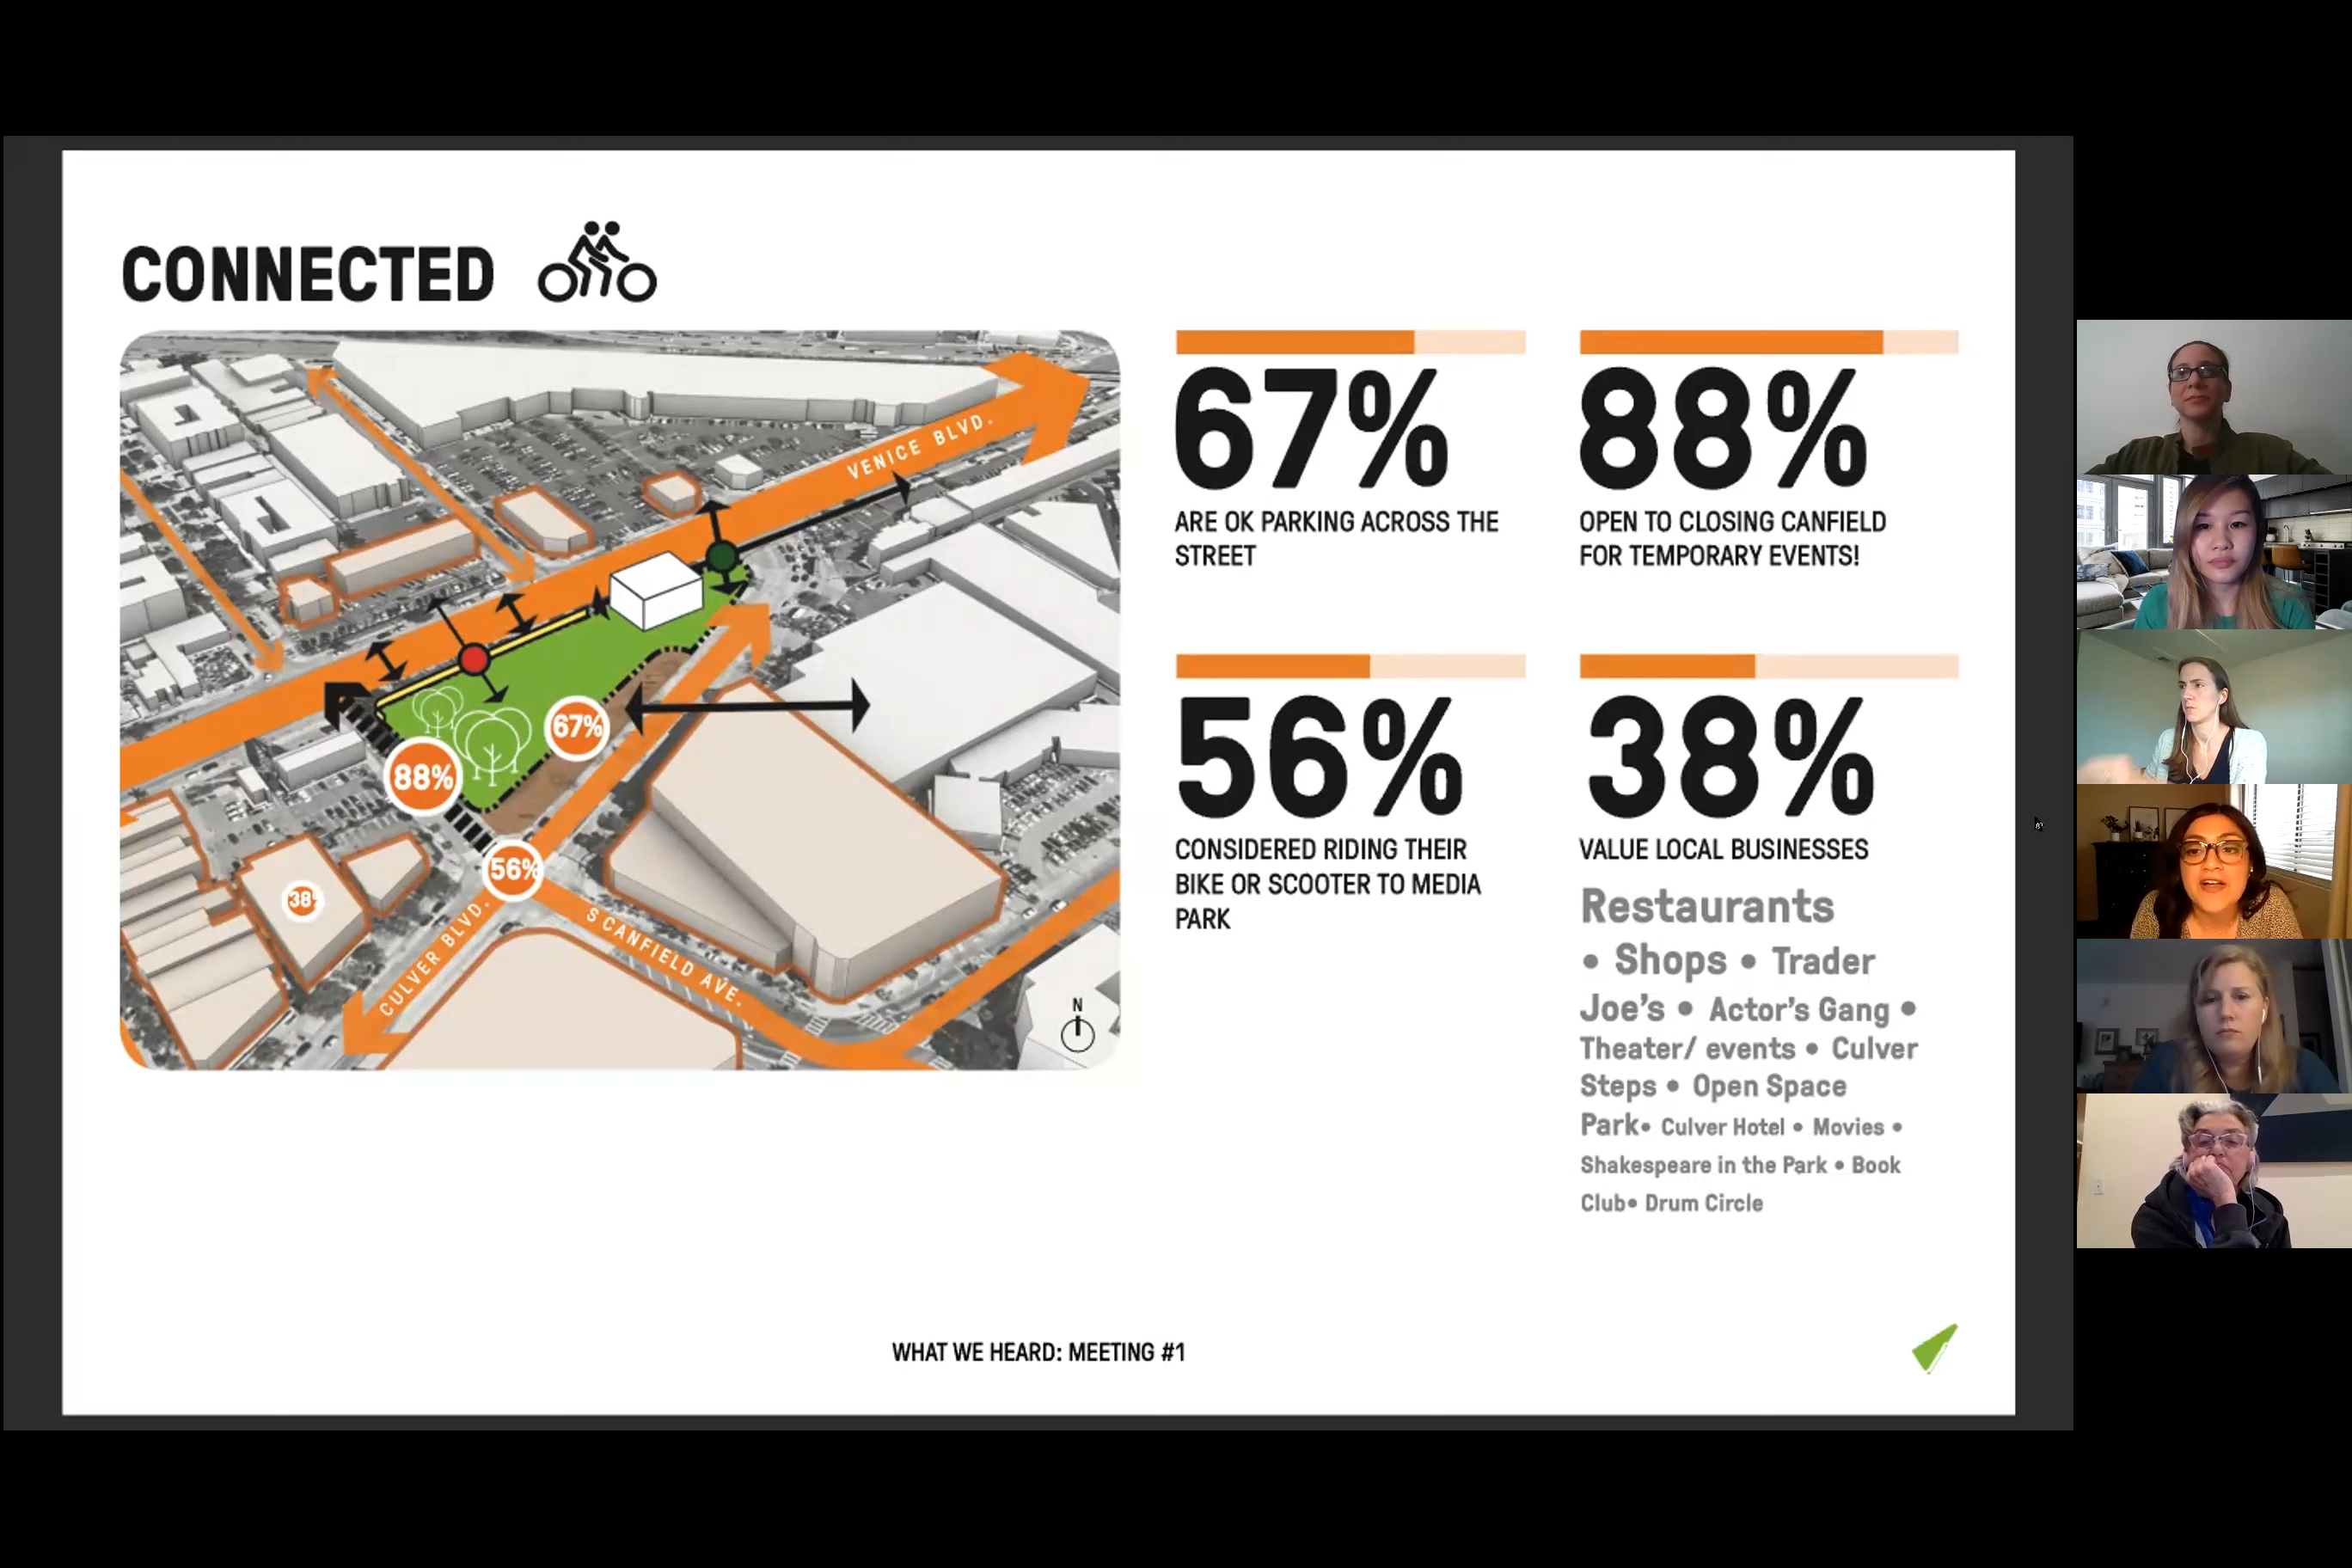 CONNECTED
VENICE BLVD.
67%
88%
56%
38%
CULVER BLVD.
S CANFIELD AVE.
N
67%
ARE OK PARKING ACROSS THE
STREET
88%
OPEN TO CLOSING CANFIELD
FOR TEMPORARY EVENTS!
56%
CONSIDERED RIDING THEIR
BIKE OR SCOOTER TO MEDIA
PARK
38%
VALUE LOCAL BUSINESSES
Restaurants
• Shops • Trader
Joe's • Actor's Gang •
Theater/ events • Culver
Steps • Open Space
Park• Culver Hotel • Movies •
Shakespeare in the Park • Book
Club• Drum Circle
WHAT WE HEARD: MEETING #1